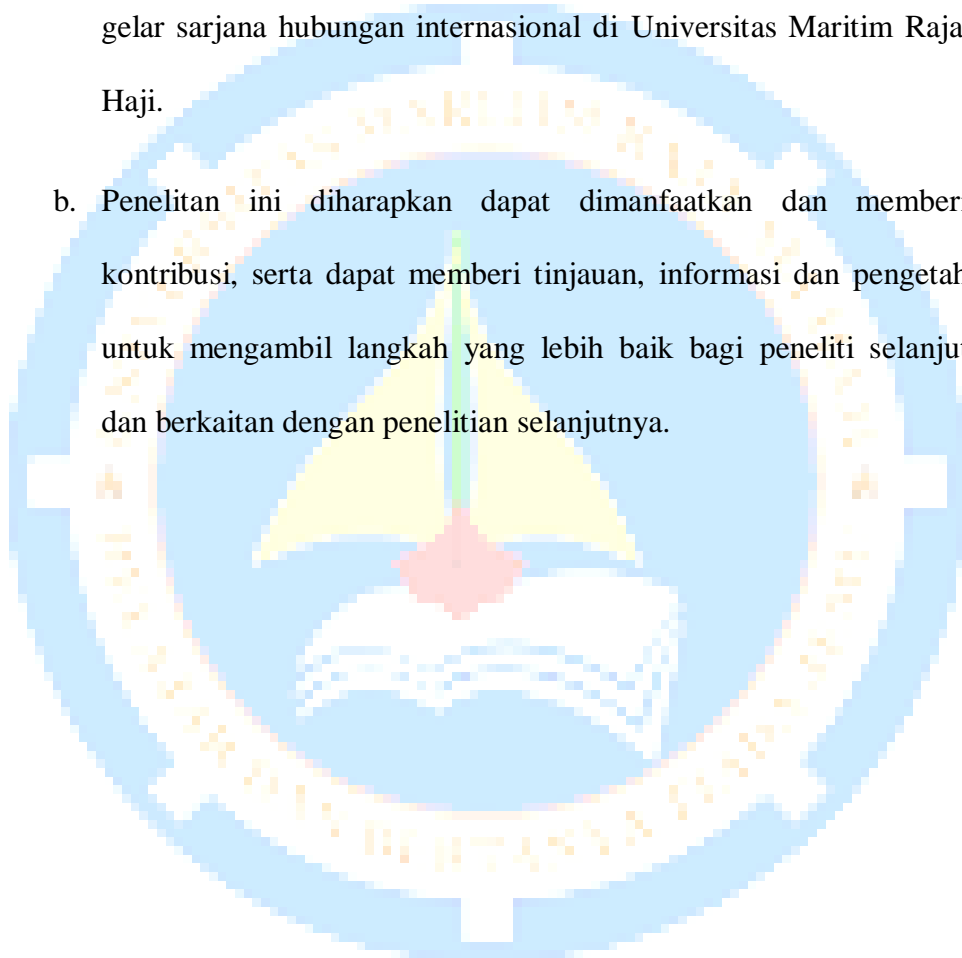 gelar sarjana hubungan internasional di Universitas Maritim Raja
Haji.
b. Penelitan ini diharapkan dapat dimanfaatkan dan member
kontribusi, serta dapat memberi tinjauan, informasi dan pengetah
untuk mengambil langkah yang lebih baik bagi peneliti selanjut
dan berkaitan dengan penelitian selanjutnya.